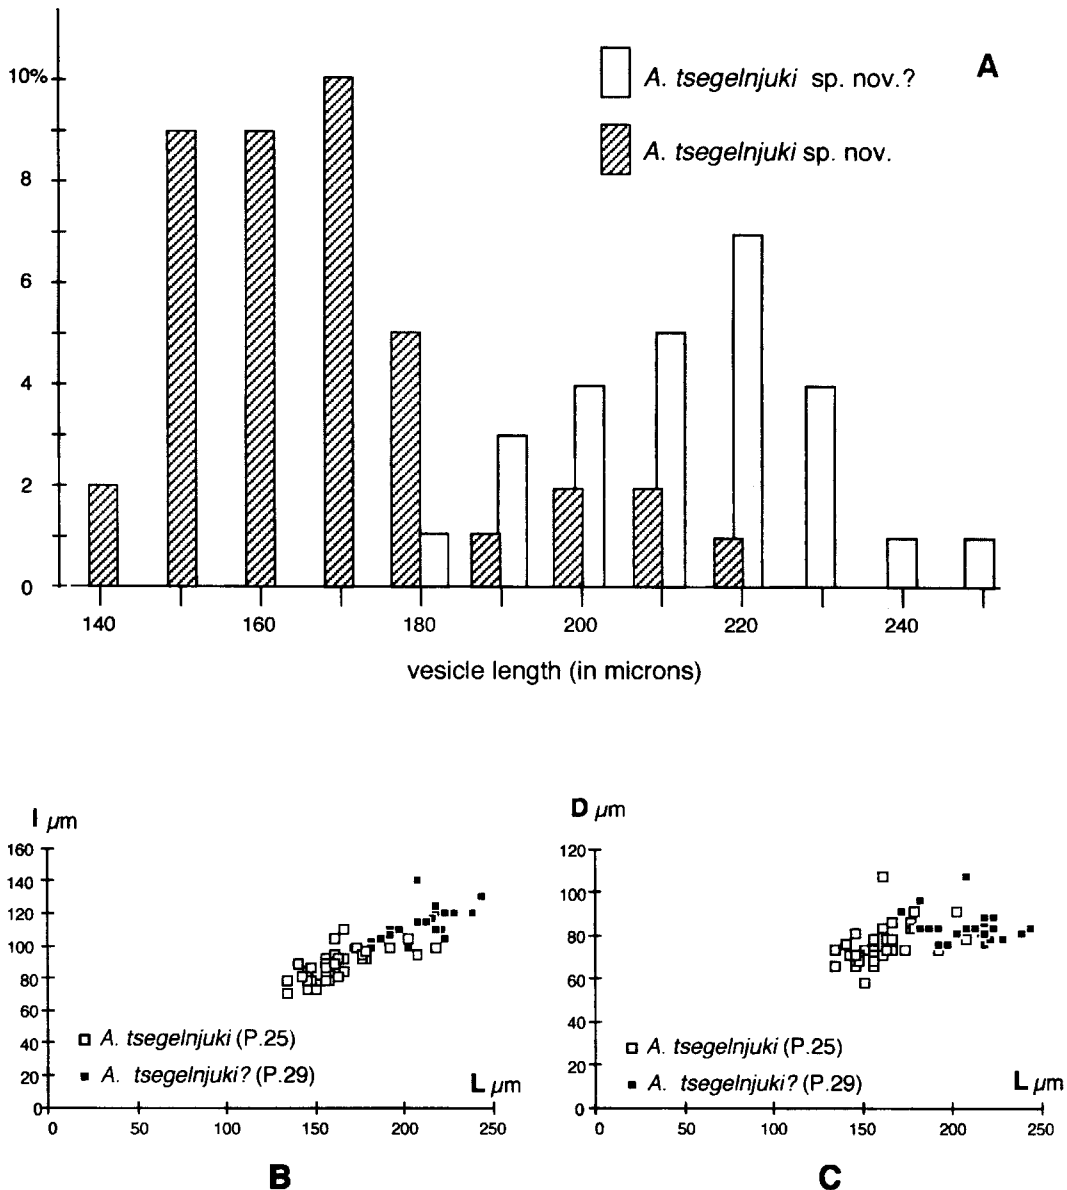 10%
8
6
4
2
0
A. tsegelnjuki sp. nov.?
A
A. tsegelnjuki sp. nov.
140 160 180 200 220 240
vesicle length (in microns)
I µm
160
140
120
100
80
60
40
20
0
A. tsegelnjuki (P.25)
A. tsegelnjuki? (P.29)
L µm
0 50 100 150 200 250
B
D µm
120
100
80
60
40
20
0
A. tsegelnjuki (P.25)
A. tsegelnjuki? (P.29)
L µm
0 50 100 150 200 250
C